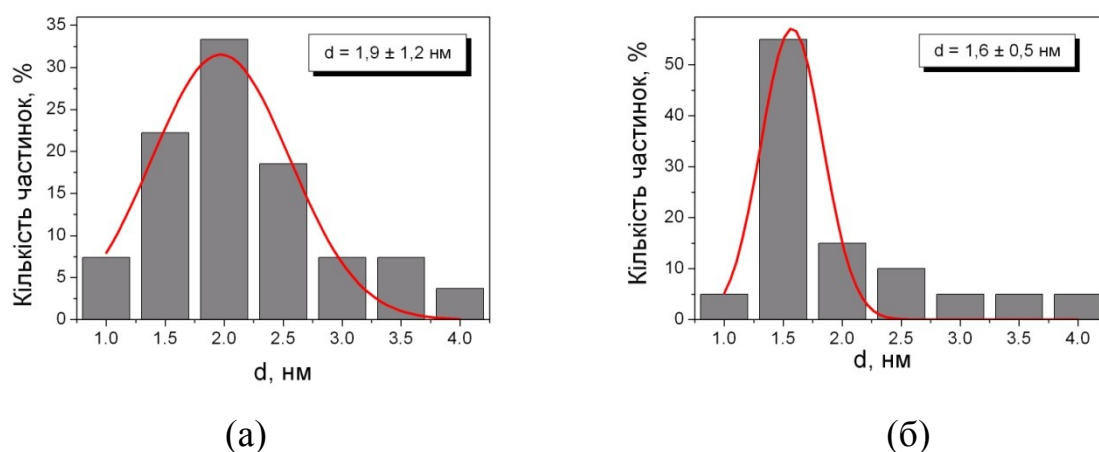 d = 1,9 ± 1,2 нм
Кількість частинок, %
35
30
25
20
15
10
5
0
1.0 1.5 2.0 2.5 3.0 3.5 4.0
d, нм
(а)
d = 1,6 ± 0,5 нм
Кількість частинок, %
50
40
30
20
10
0
1.0 1.5 2.0 2.5 3.0 3.5 4.0
d, нм
(б)